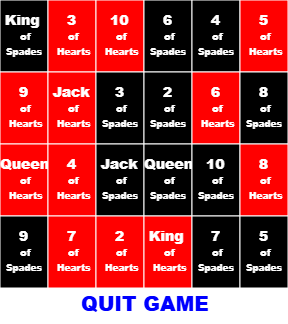 King 3 10 6 4 5
of of of of of of
Spades Hearts Hearts Spades Spades Hearts
9 Jack 3 2 6 8
of of of of of of
Hearts Hearts Spades Spades Hearts Spades
Queen 4 Jack Queen 10 8
of of of of of of
Hearts Hearts Spades Spades Spades Hearts
9 7 2 King 7 5
of of of of of of
Spades Hearts Hearts Hearts Spades Spades
QUIT GAME